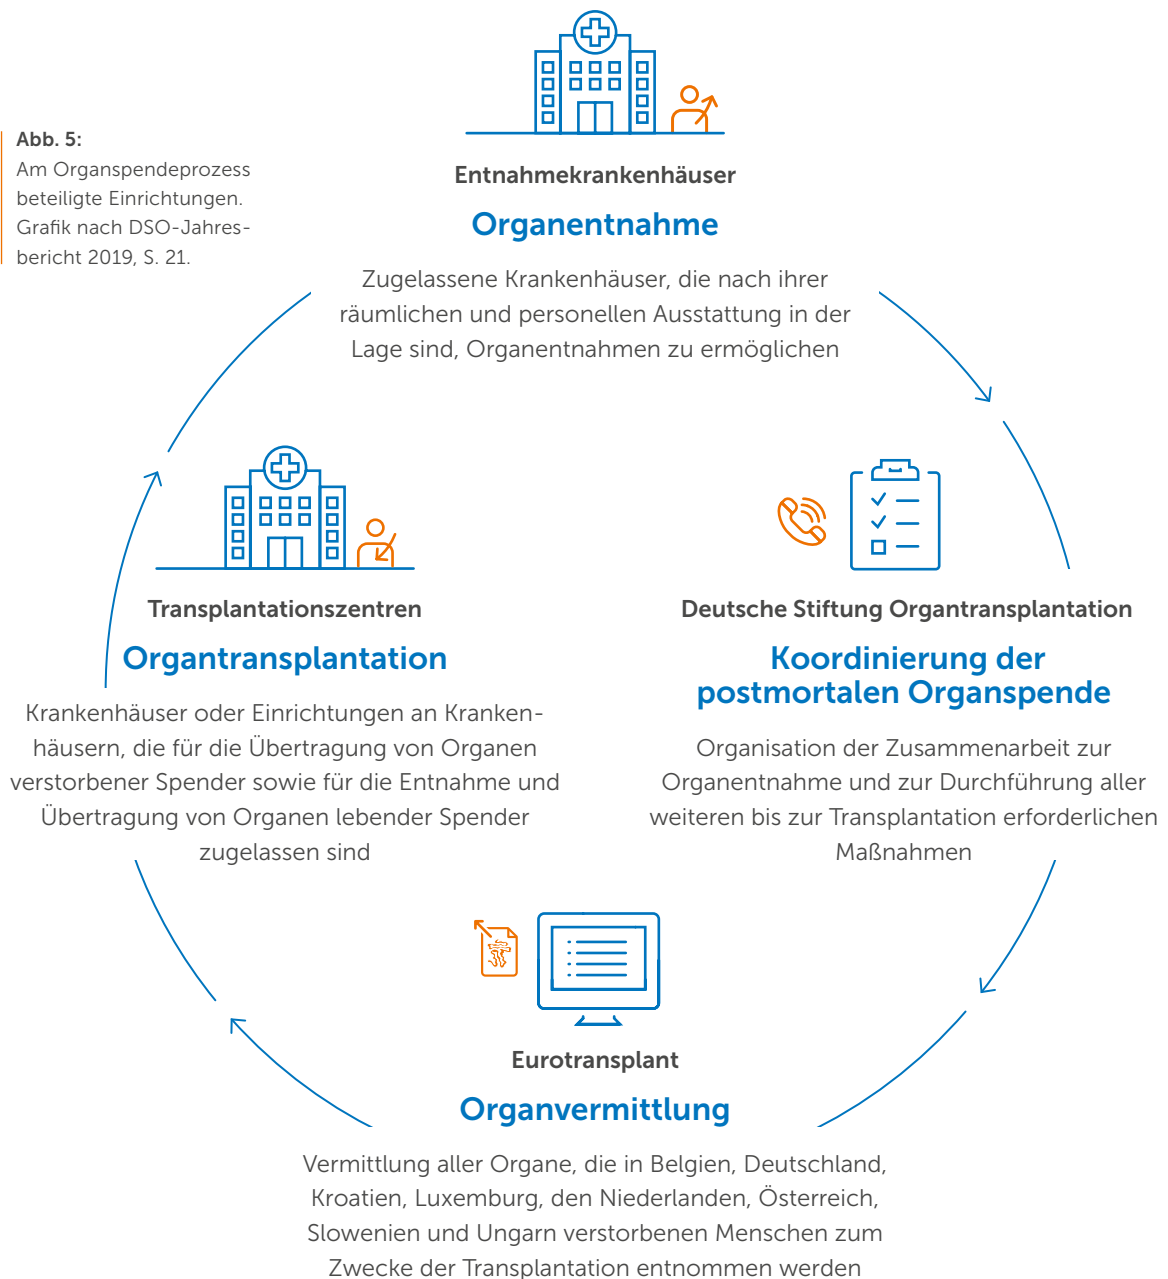 Abb. 5:
Am Organspendeprozess
beteiligte Einrichtungen.
Grafik nach DSO-Jahres-
bericht 2019, S. 21.
Entnahmekrankenhäuser
Organentnahme
Zugelassene Krankenhäuser, die nach ihrer
räumlichen und personellen Ausstattung in der
Lage sind, Organentnahmen zu ermöglichen
Transplantationszentren
Organtransplantation
Krankenhäuser oder Einrichtungen an Kranken-
häusern, die für die Übertragung von Organen
verstorbener Spender sowie für die Entnahme und
Übertragung von Organen lebender Spender
zugelassen sind
Deutsche Stiftung Organtransplantation
Koordinierung der
postmortalen Organspende
Organisation der Zusammenarbeit zur
Organentnahme und zur Durchführung aller
weiteren bis zur Transplantation erforderlichen
Maßnahmen
Eurotransplant
Organvermittlung
Vermittlung aller Organe, die in Belgien, Deutschland,
Kroatien, Luxemburg, den Niederlanden, Österreich,
Slowenien und Ungarn verstorbenen Menschen zum
Zwecke der Transplantation entnommen werden